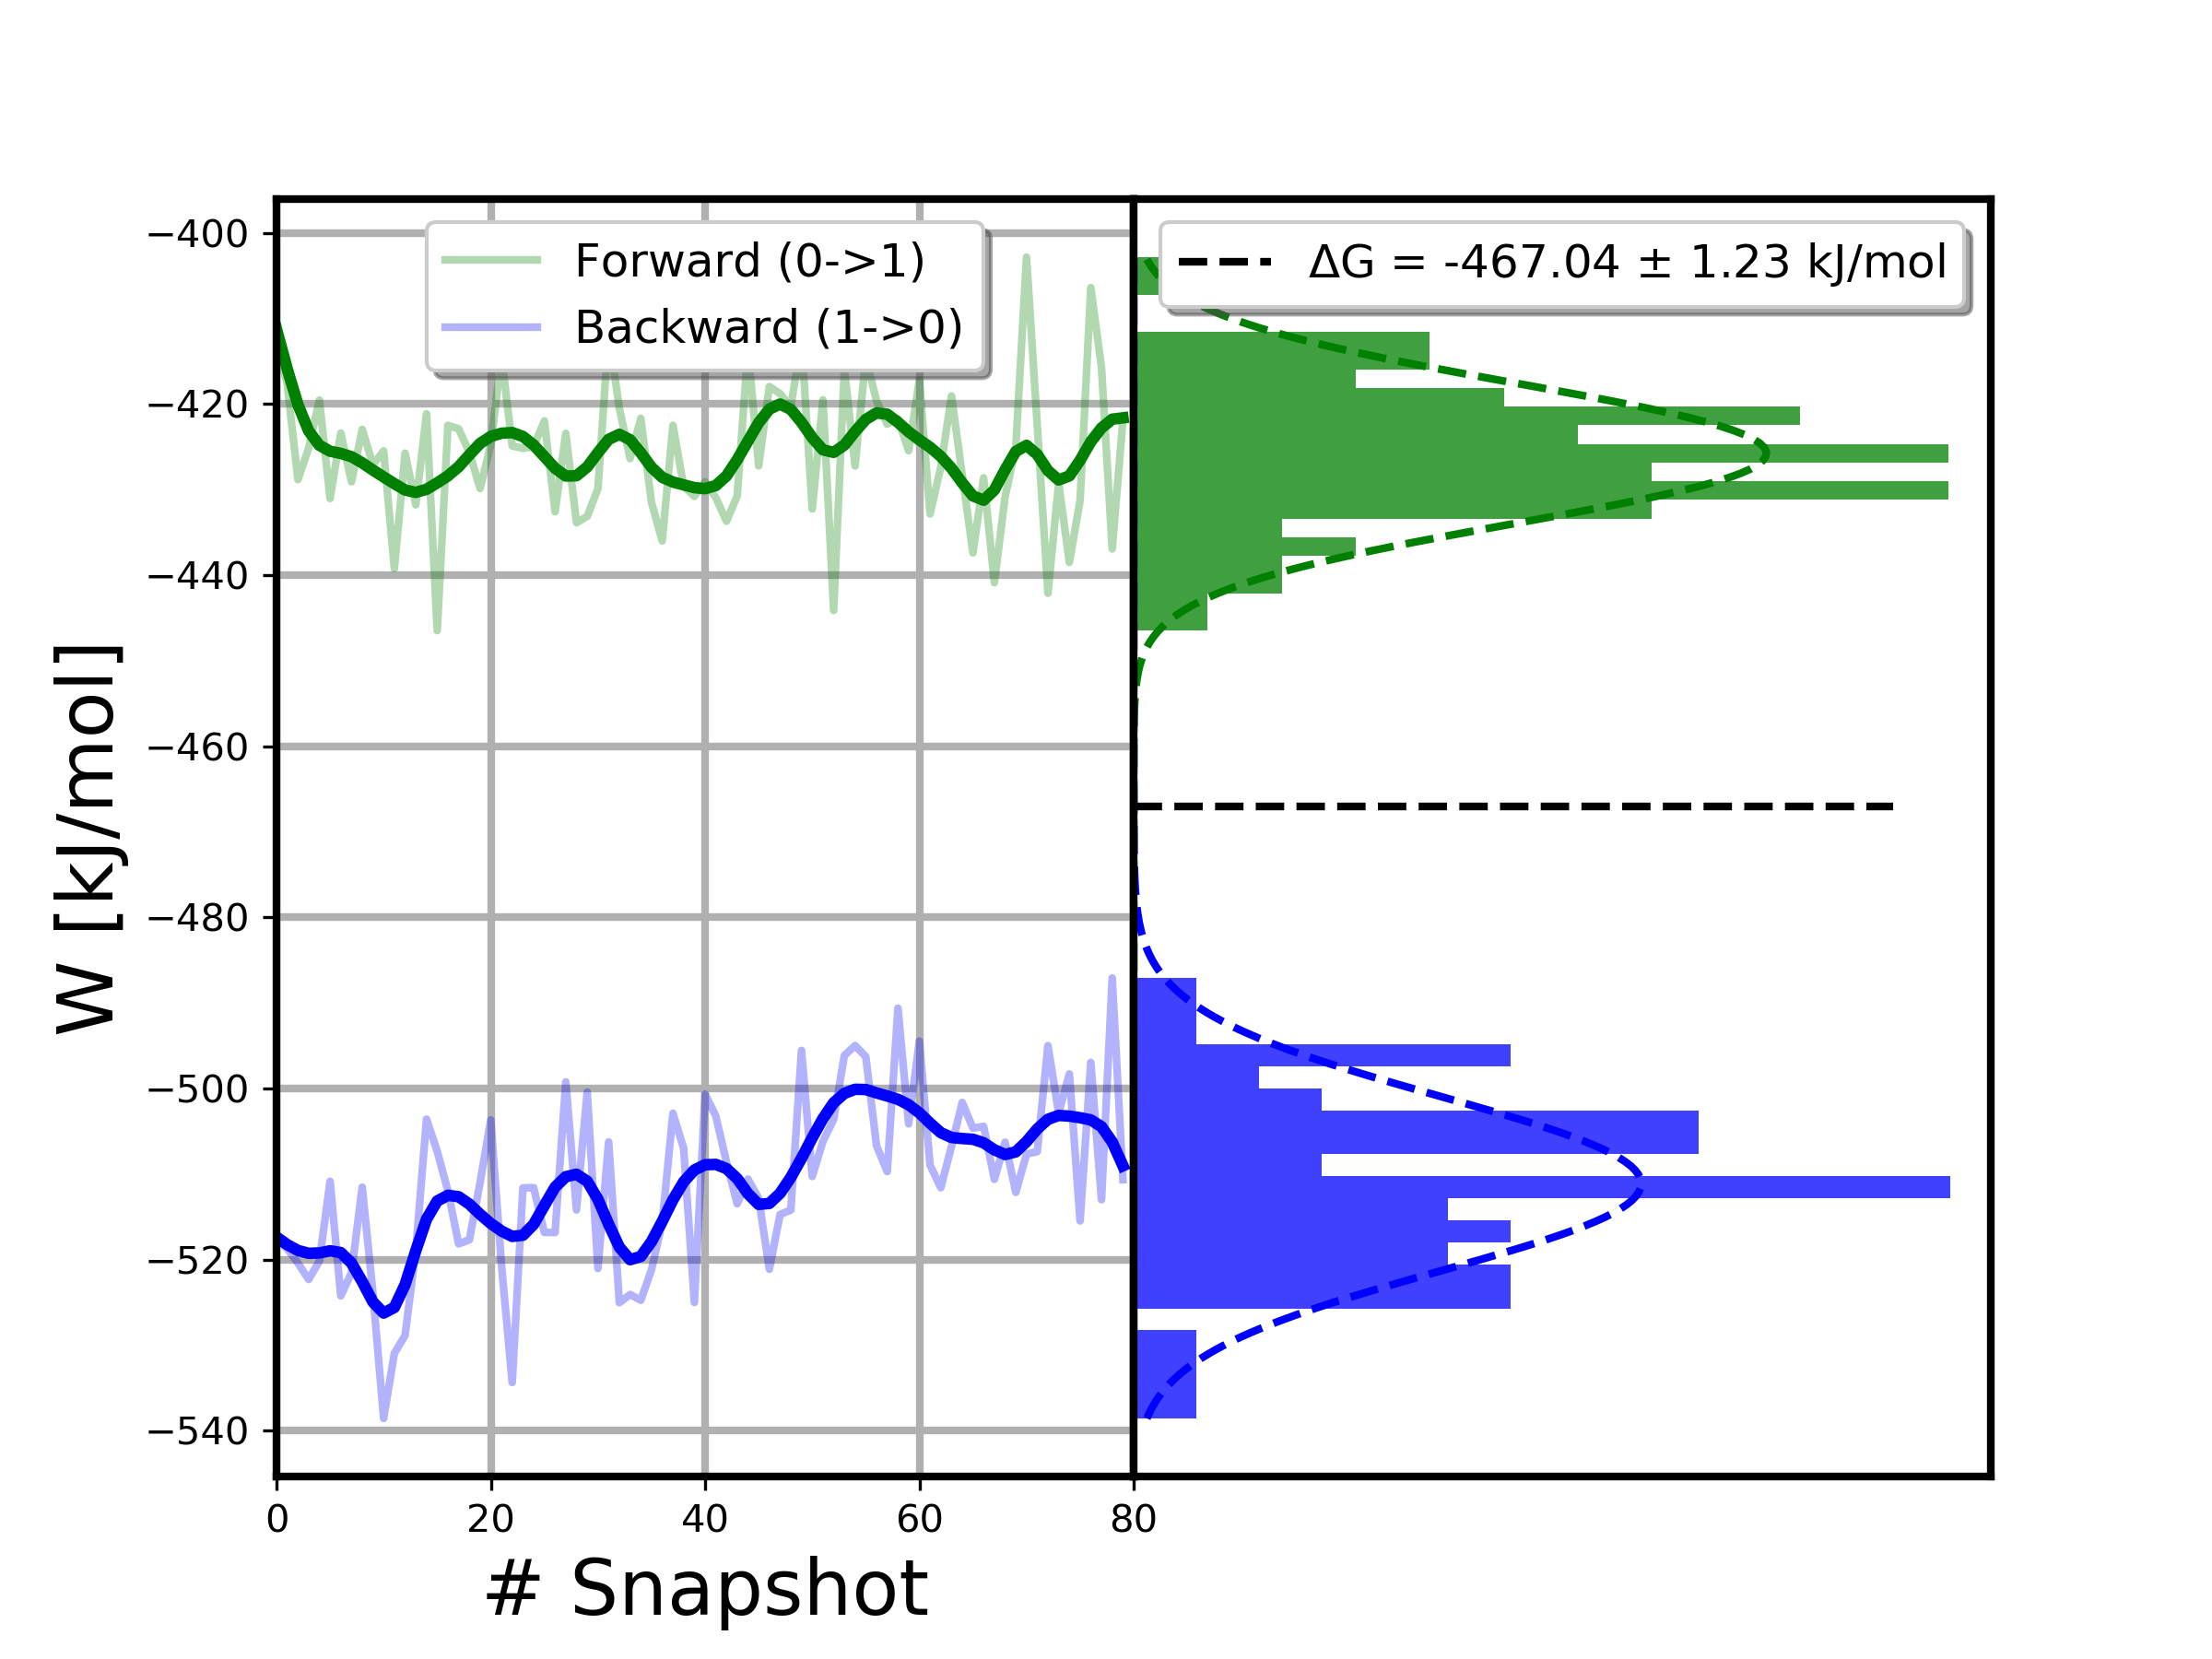 −400
−420
−440
−460
−480
−500
−520
−540
W [kJ/mol]
0
20
40
60
80
# Snapshot
Forward (0->1)
Backward (1->0)
ΔG = -467.04 ± 1.23 kJ/mol